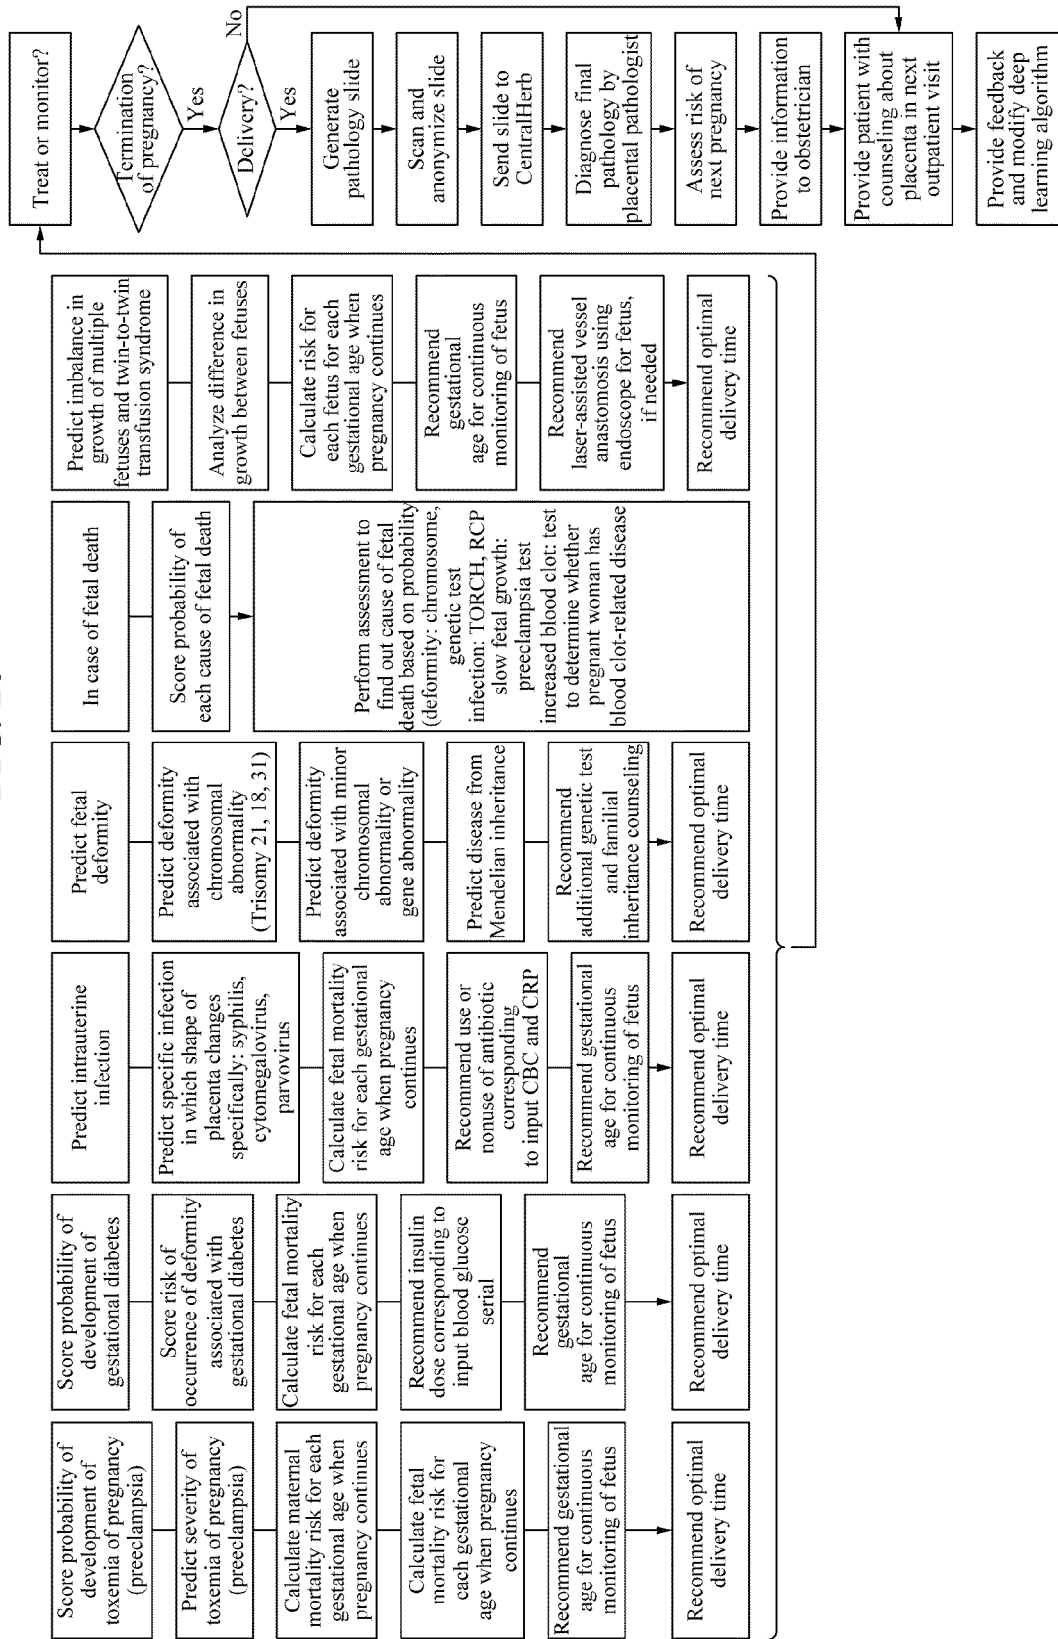 Score probability of
development of
toxemia of pregnancy
(preeclampsia)
Predict severity of
toxemia of pregnancy
(preeclampsia)
Calculate maternal
mortality risk for each
gestational age when
pregnancy continues
Calculate fetal
mortality risk for
each gestational
age when pregnancy
continues
Recommend gestational
age for continuous
monitoring of fetus
Recommend optimal
delivery time
Score probability of
development of
gestational diabetes
Score risk of
occurrence of deformity
associated with
gestational diabetes
Calculate fetal mortality
risk for each
gestational age when
pregnancy continues
Recommend insulin
dose corresponding to
input blood glucose
serial
Recommend
gestational
age for continuous
monitoring of fetus
Recommend optimal
delivery time
Predict intrauterine
infection
Predict specific infection
in which shape of
placenta changes
specifically: syphilis,
cytomegalovirus,
parvovirus
Calculate fetal mortality
risk for each gestational
age when pregnancy
continues
Recommend use or
nonuse of antibiotic
corresponding
to input CBC and CRP
Recommend gestational
age for continuous
monitoring of fetus
Recommend optimal
delivery time
Predict fetal
deformity
Predict deformity
associated with
chromosomal
abnormality
(Trisomy 21, 18, 31)
Predict deformity
associated with minor
chromosomal
abnormality or
gene abnormality
Predict disease from
Mendelian inheritance
Recommend
additional genetic test
and familial
inheritance counseling
Recommend optimal
delivery time
In case of fetal death
Score probability of
each cause of fetal death
Perform assessment to
find out cause of fetal
death based on probability
(deformity: chromosome,
genetic test
infection: TORCH, RCP
slow fetal growth:
preeclampsia test
increased blood clot: test
to determine whether
pregnant woman has
blood clot-related disease
Predict imbalance in
growth of multiple
fetuses and twin-to-twin
transfusion syndrome
Analyze difference in
growth between fetuses
Calculate risk for
each fetus for each
gestational age when
pregnancy continues
Recommend
gestational
age for continuous
monitoring of fetus
Recommend
laser-assisted vessel
anastomosis using
endoscope for fetus,
if needed
Recommend optimal
delivery time
Treat or monitor?
Termination
of pregnancy?
Yes
Delivery?
No
Yes
Generate
pathology slide
Scan and
anonymize slide
Send slide to
CentralHerb
Diagnose final
pathology by
placental pathologist
Assess risk of
next pregnancy
Provide information
to obstetrician
Provide patient with
counseling about
placenta in next
outpatient visit
Provide feedback
and modify deep
learning algorithm